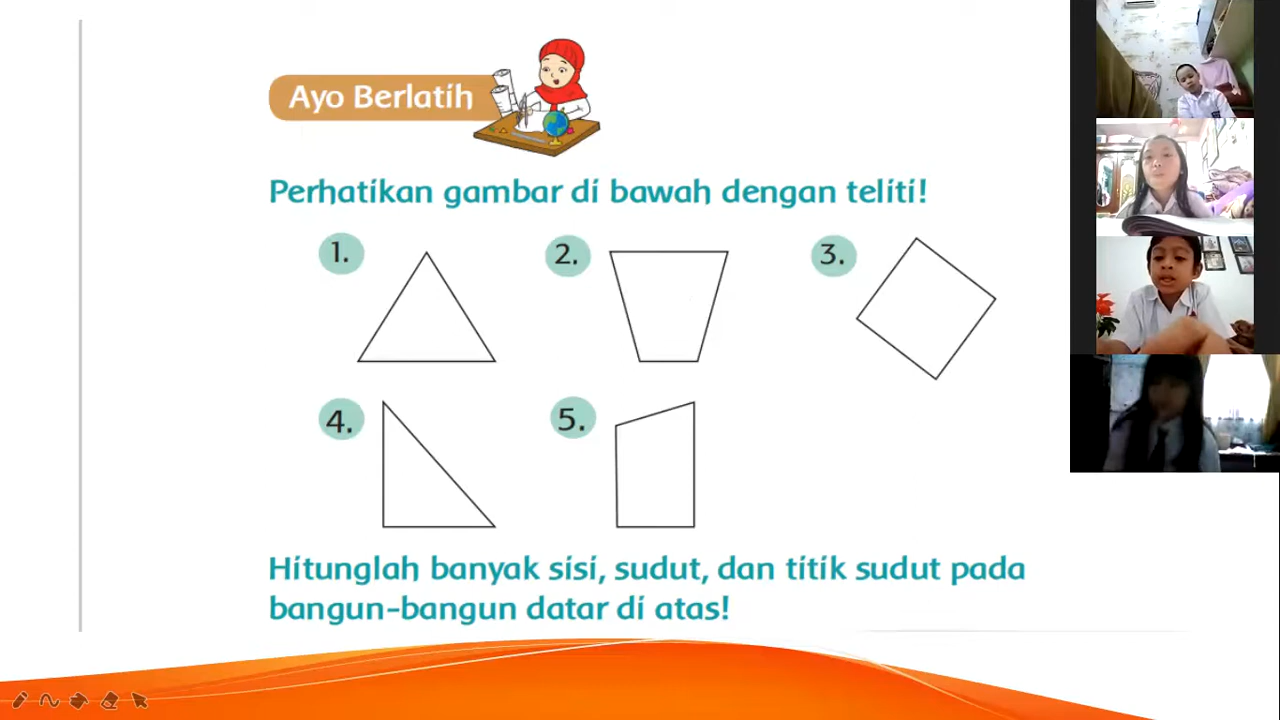 Ayo Berlatih
Perhatikan gambar di bawah dengan teliti!
1.
2.
3.
4.
5.
Hitunglah banyak sisi, sudut, dan titik sudut pada
bangun-bangun datar di atas!